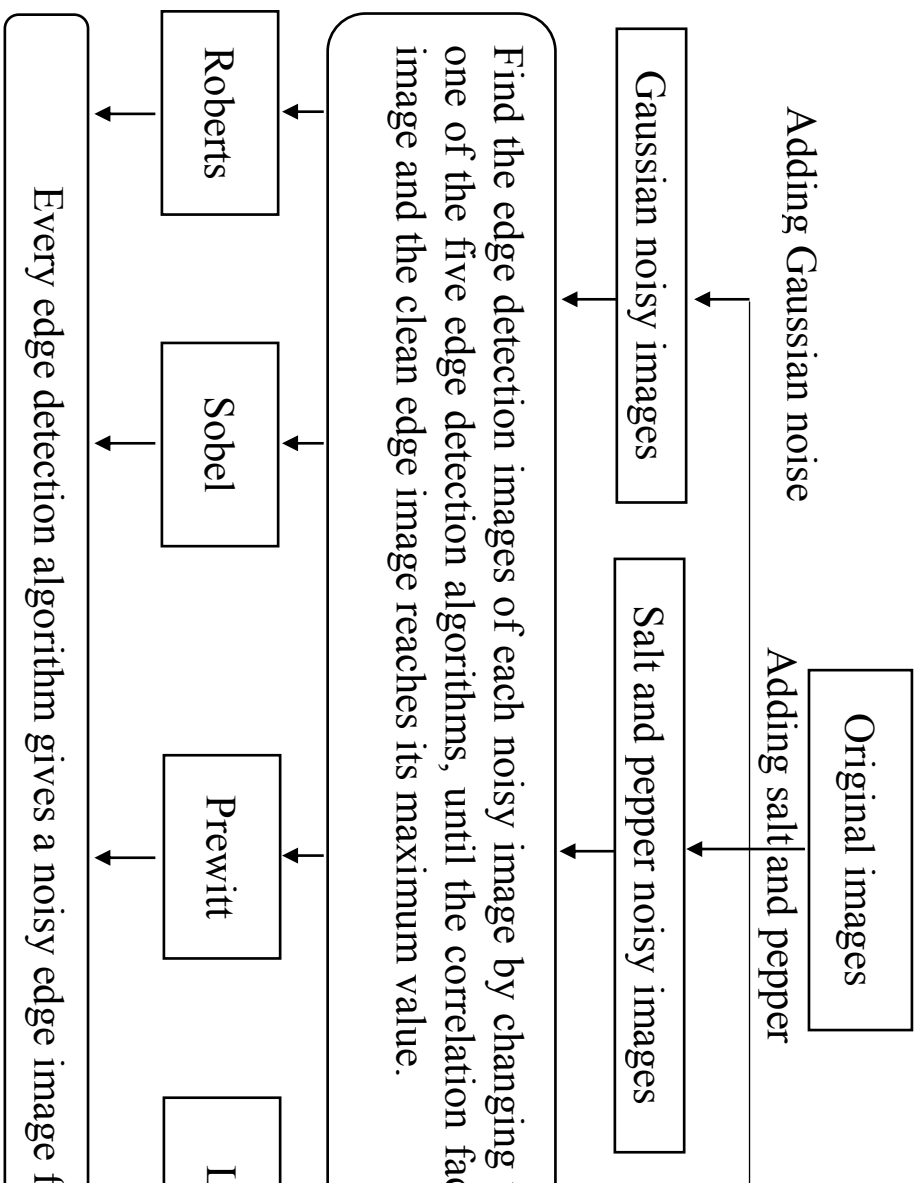 Original images
Adding Gaussian noise
Adding salt and pepper
Gaussian noisy images
Salt and pepper noisy images
Find the edge detection images of each noisy image by changing
one of the five edge detection algorithms, until the correlation
image and the clean edge image reaches its maximum value.
Roberts
Sobel
Prewitt
Every edge detection algorithm gives a noisy edge image